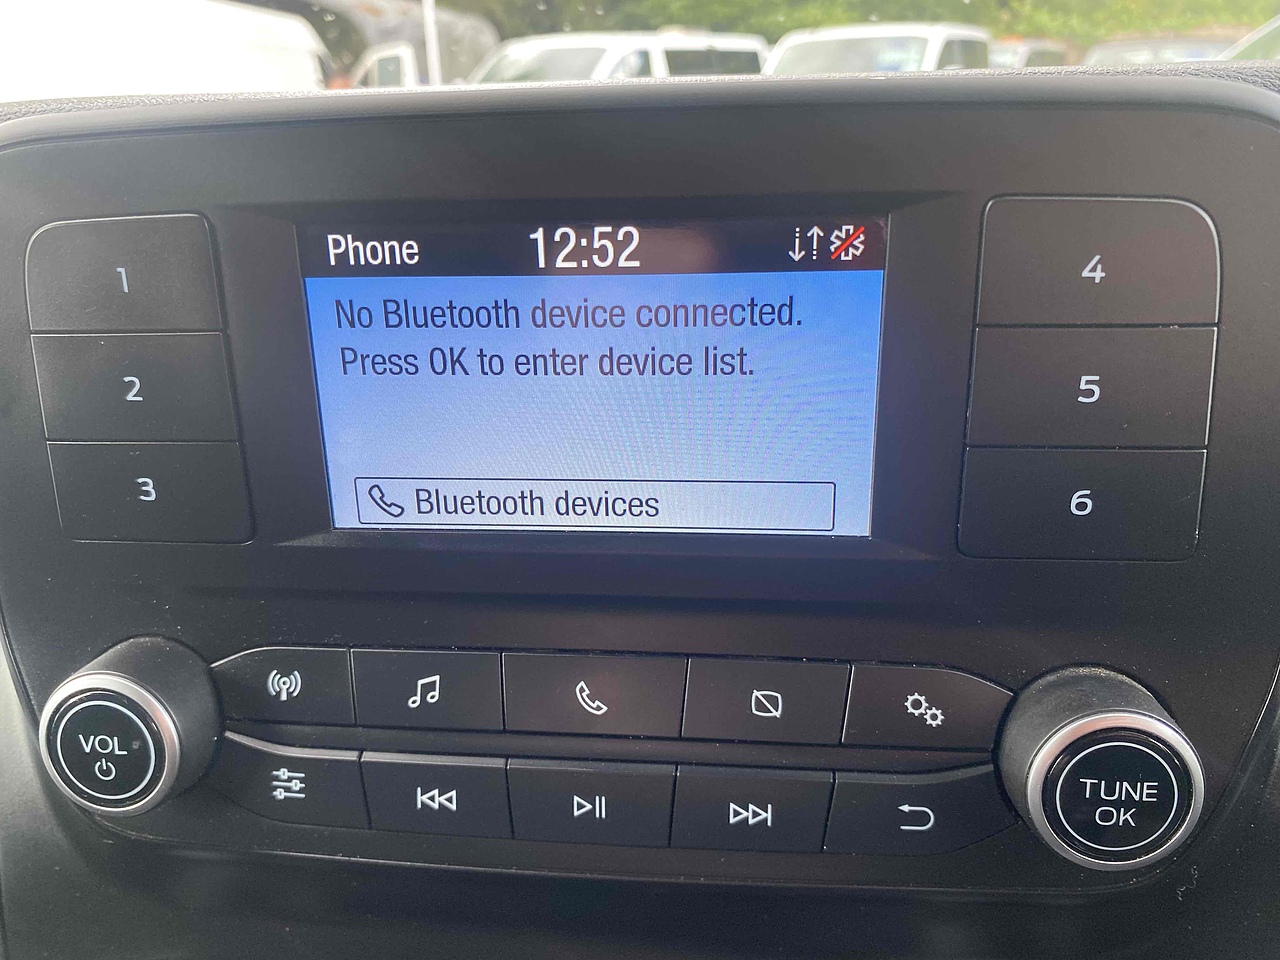 Phone 12:52
No Bluetooth device connected.
Press OK to enter device list.
Bluetooth devices
1
2
3
4
5
6
VOL
TUNE
OK